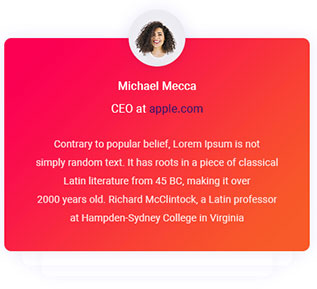 Michael Mecca
CEO at apple.com
Contrary to popular belief, Lorem Ipsum is not
simply random text. It has roots in a piece of classical
Latin literature from 45 BC, making it over
2000 years old. Richard McClintock, a Latin professor
at Hampden-Sydney College in Virginia